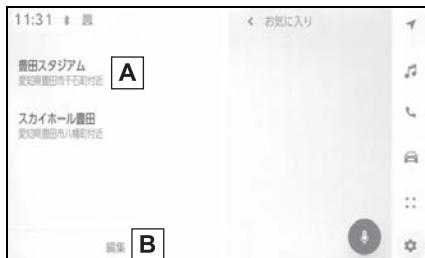 11:31
< お気に入り
豊田スタジアム
A
愛知県豊田市千石町付近
スカイホール豊田
愛知県豊田市八幡町付近
編集
B